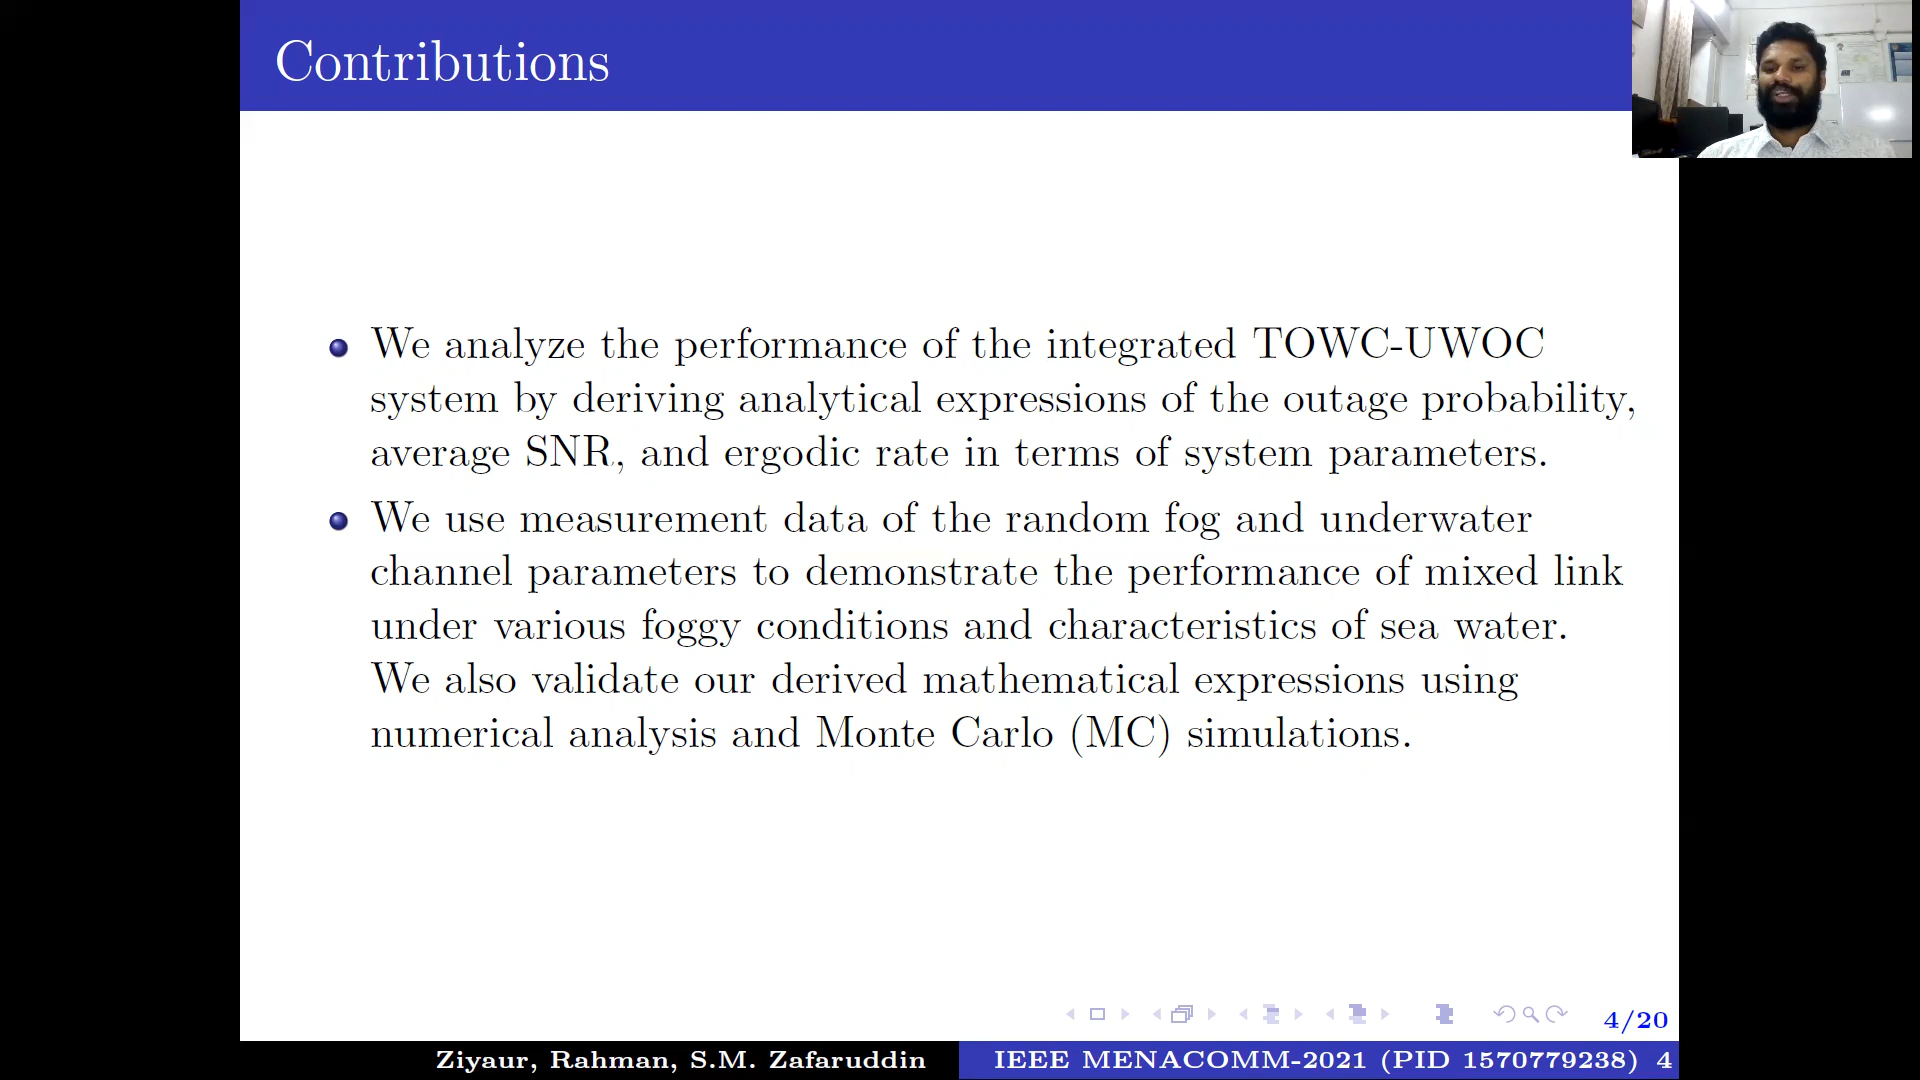 Contributions
We analyze the performance of the integrated TOWC-UWOC
system by deriving analytical expressions of the outage probability,
average SNR, and ergodic rate in terms of system parameters.
We use measurement data of the random fog and underwater
channel parameters to demonstrate the performance of mixed link
under various foggy conditions and characteristics of sea water.
We also validate our derived mathematical expressions using
numerical analysis and Monte Carlo (MC) simulations.
4/20
Ziyaur, Rahman, S.M. Zafaruddin
IEEE MENACOMM-2021 (PID 1570779238) 4